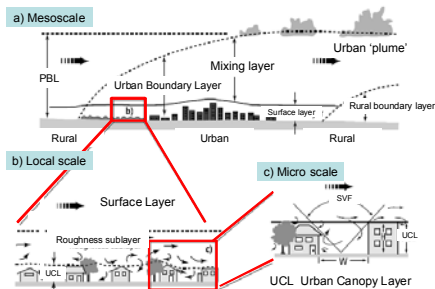 a) Mesoscale
Urban 'plume'
Mixing layer
PBL
Urban Boundary Layer
Rural boundary layer
b)
Surface layer
Rural
Urban
Rural
b) Local scale
c) Micro scale
Surface Layer
SVF
Roughness sublayer
c)
UCL
UCL
W
UCL Urban Canopy Layer